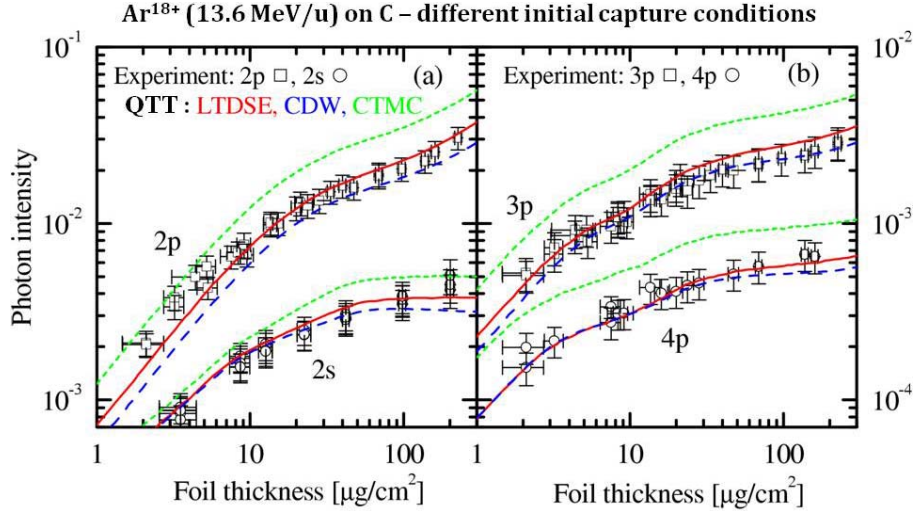 Ar¹⁸⁺ (13.6 MeV/u) on C – different initial capture conditions
10⁻¹
10⁻²
10⁻³
Photon intensity
Experiment: 2p □, 2s ○ (a)
QTT : LTDSE, CDW, CTMC
2p
2s
1 10 100
Foil thickness [μg/cm²]
Experiment: 3p □, 4p ○ (b)
3p
4p
10⁻²
10⁻³
10⁻⁴
1 10 100
Foil thickness [μg/cm²]